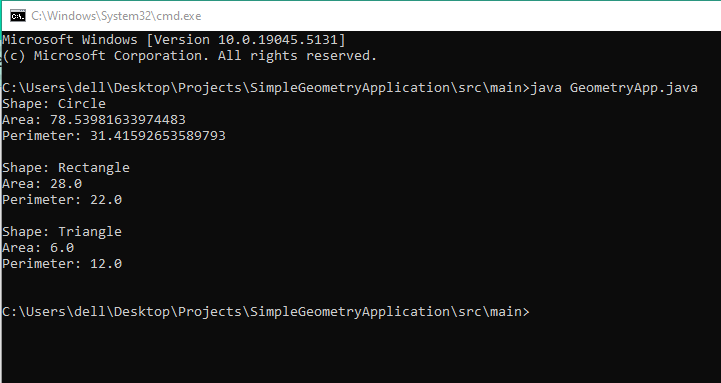 C:\Windows\System32\cmd.exe
Microsoft Windows [Version 10.0.19045.5131]
(c) Microsoft Corporation. All rights reserved.
C:\Users\dell\Desktop\Projects\SimpleGeometryApplication\src\main>java GeometryApp.java
Shape: Circle
Area: 78.53981633974483
Perimeter: 31.41592653589793
Shape: Rectangle
Area: 28.0
Perimeter: 22.0
Shape: Triangle
Area: 6.0
Perimeter: 12.0
C:\Users\dell\Desktop\Projects\SimpleGeometryApplication\src\main>